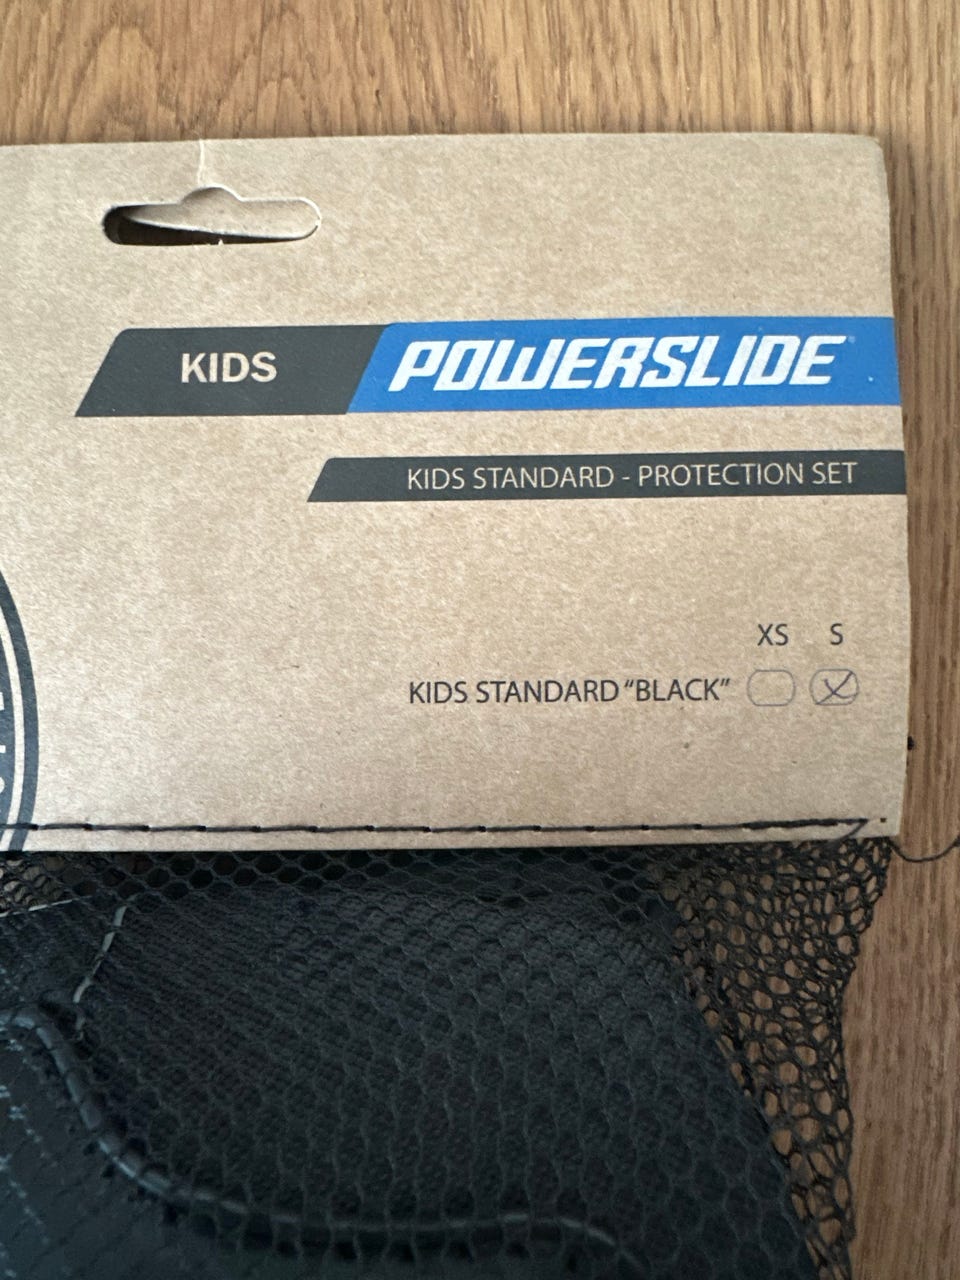 KIDS POWERSLIDE
KIDS STANDARD - PROTECTION SET
XS S
KIDS STANDARD "BLACK"